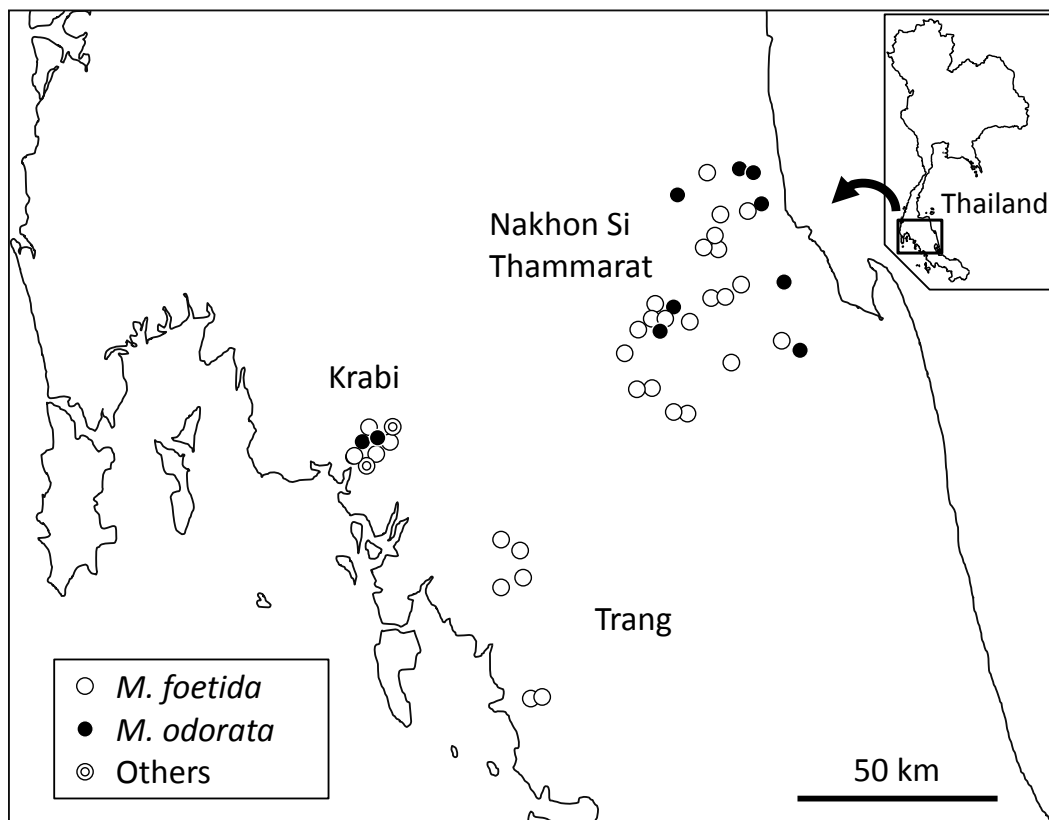 Nakhon Si
Thammarat
Thailand
Krabi
Trang
M. foetida
M. odorata
Others
50 km